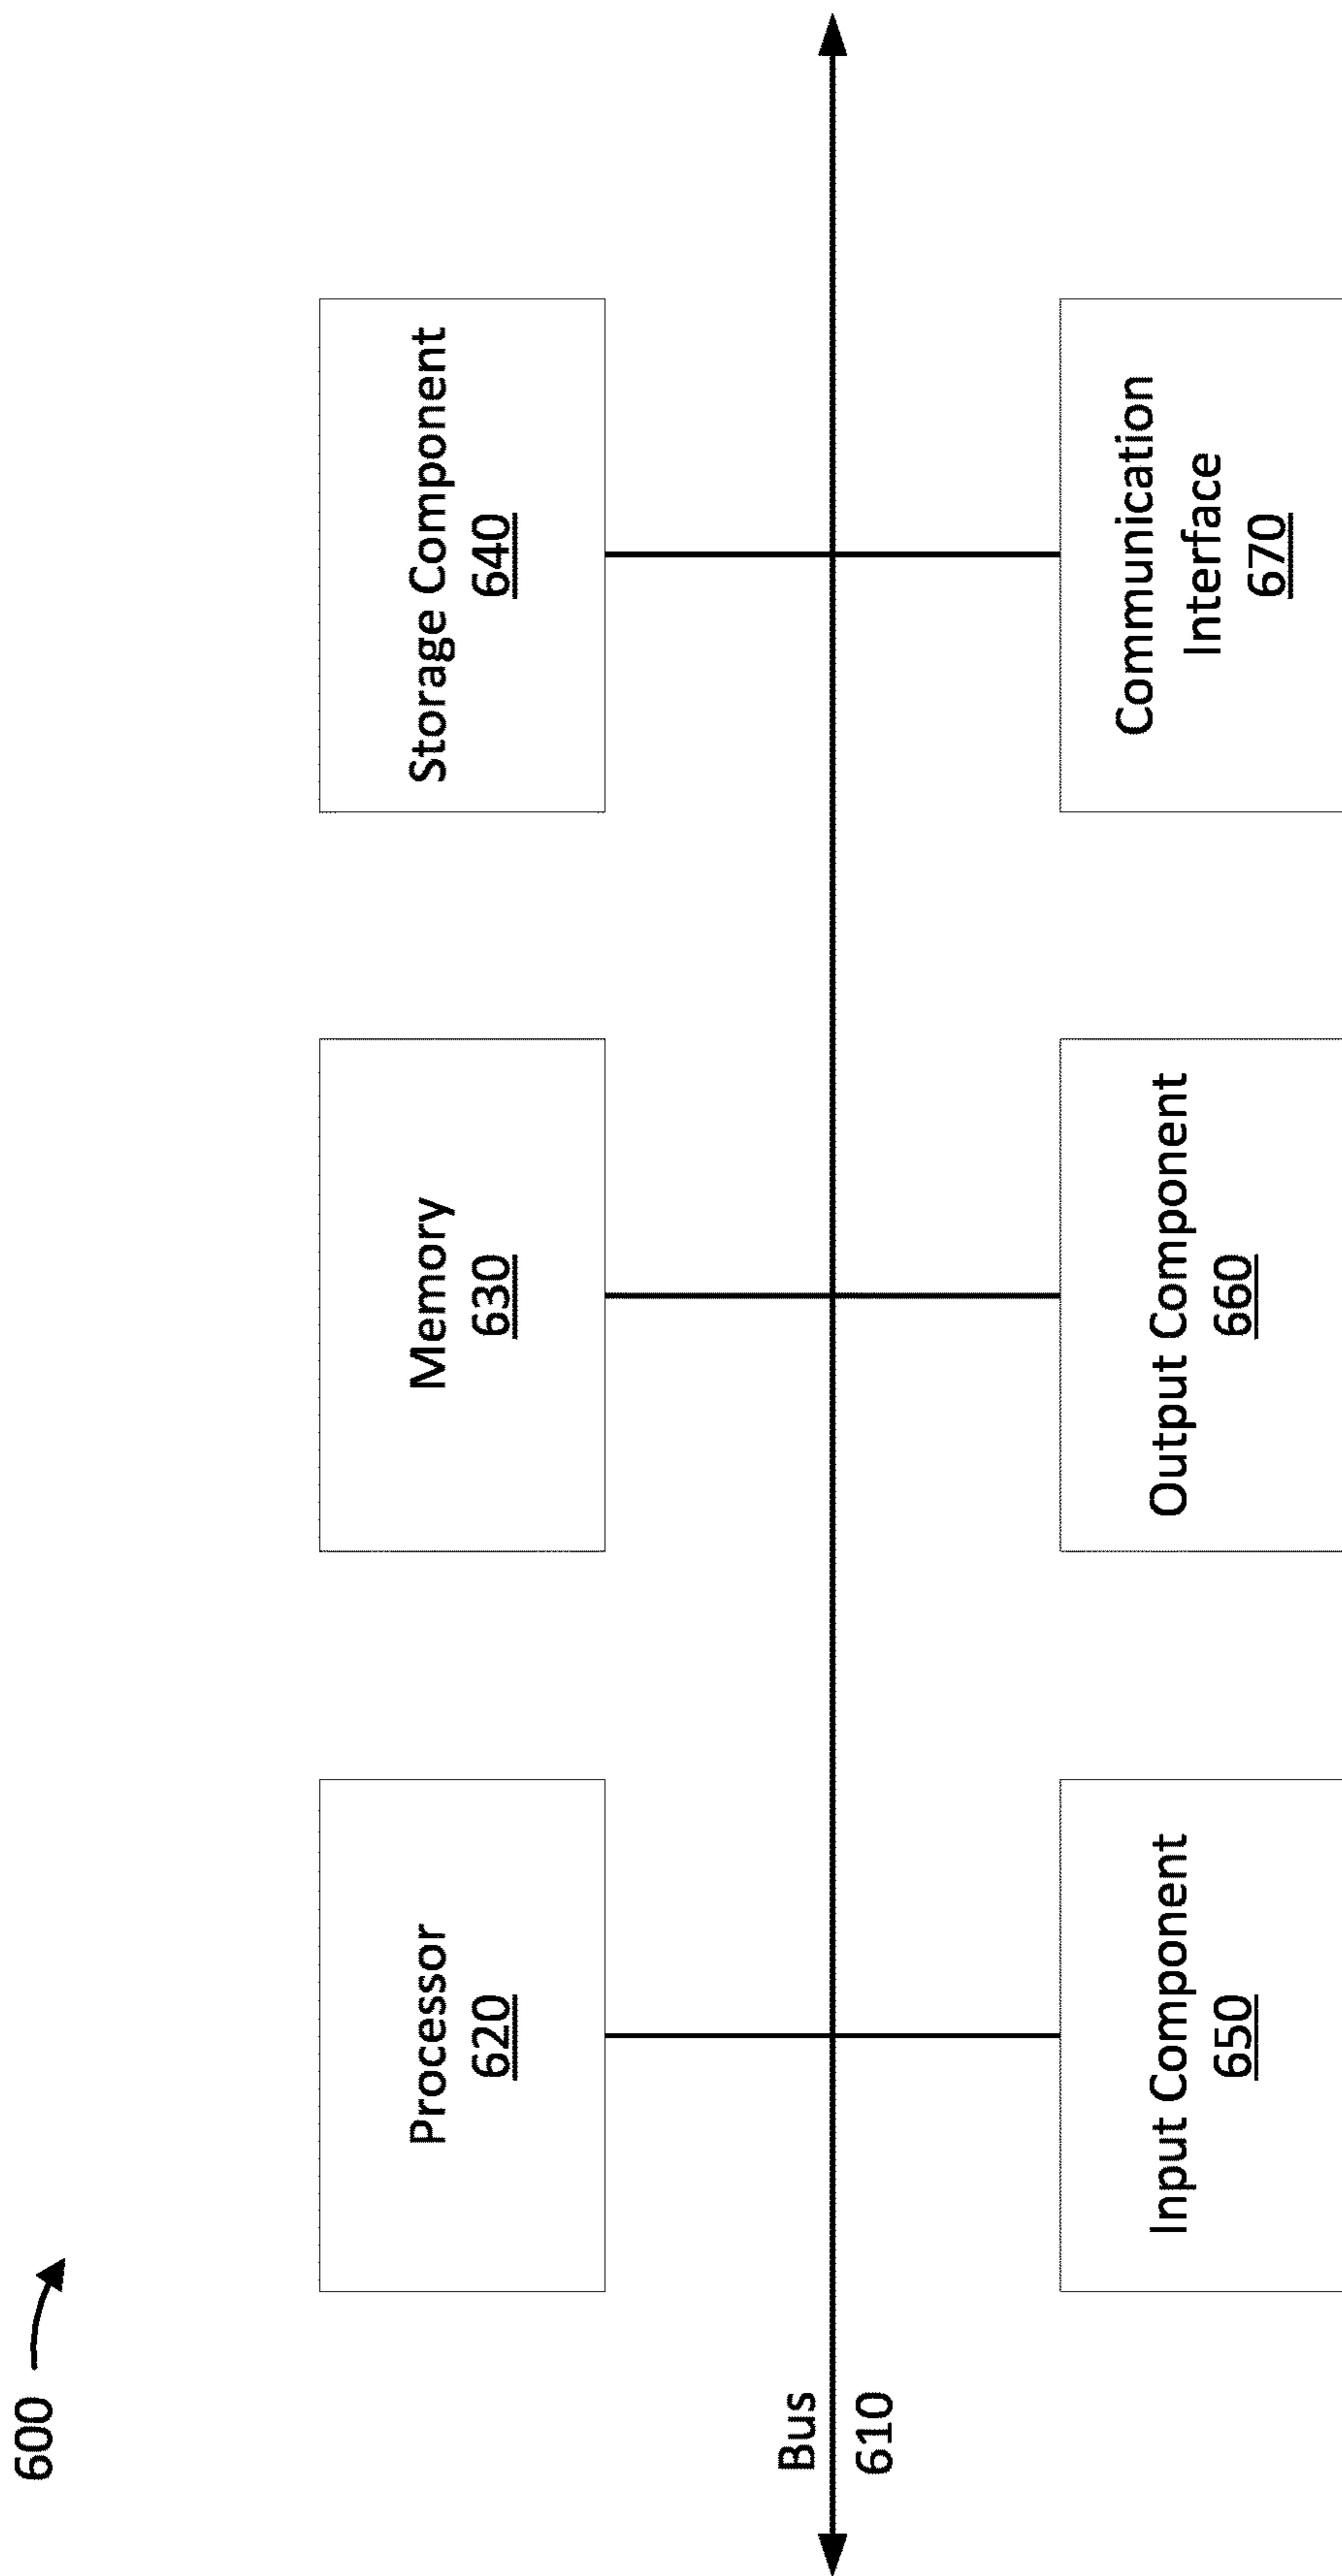 600
Processor
620
Memory
630
Storage Component
640
Bus
610
Input Component
650
Output Component
660
Communication
Interface
670